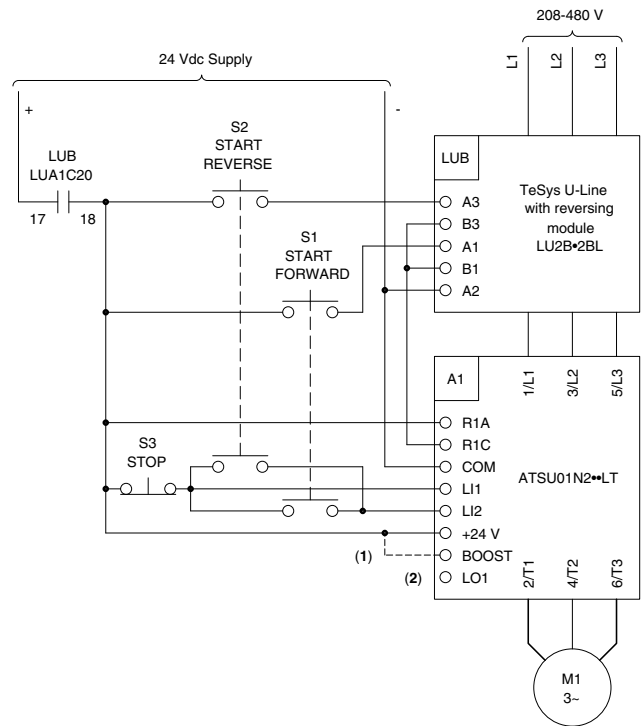 208-480 V
L1
L2
L3
24 Vdc Supply
+
-
LUB
LUA1C20
17
18
S2
START
REVERSE
S1
START
FORWARD
LUB
TeSys U-Line
with reversing
module
LU2B•2BL
A3
B3
A1
B1
A2
A1
1/L1
3/L2
5/L3
R1A
R1C
COM
LI1
LI2
+24 V
BOOST
LO1
ATSU01N2••LT
S3
STOP
(1)
(2)
2/T1
4/T2
6/T3
M1
3~